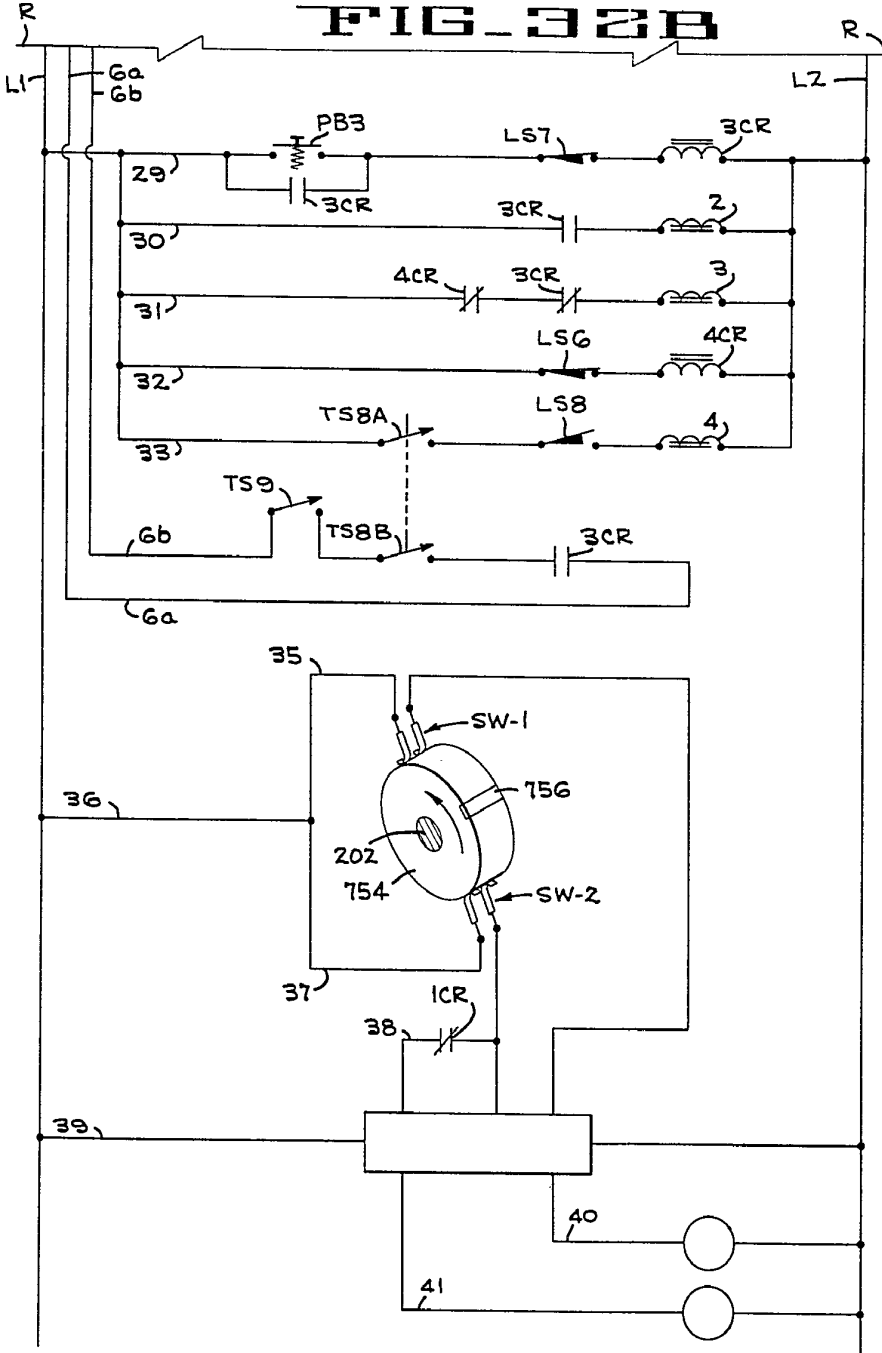 FIG_32B
R
R
L1
6a
6b
L2
PB3
LS7
3CR
29
3CR
3CR
2
30
4CR
3CR
3
31
LS6
4CR
32
TS8A
LS8
4
33
TS9
6b
TS8B
3CR
6a
35
SW-1
36
756
202
754
SW-2
37
1CR
38
39
40
41